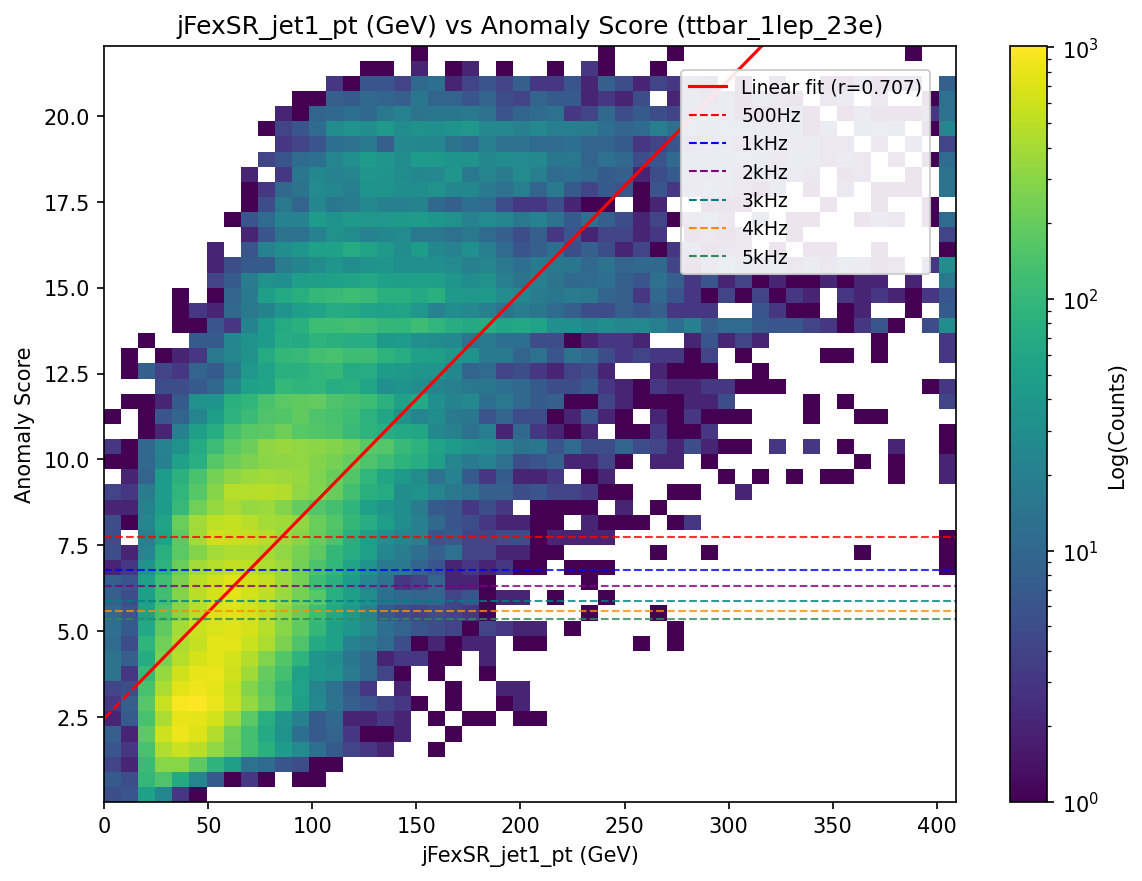 jFexSR_jet1_pt (GeV) vs Anomaly Score (ttbar_1lep_23e)
Linear fit (r=0.707)
500Hz
1kHz
2kHz
3kHz
4kHz
5kHz
Anomaly Score
20.0
17.5
15.0
12.5
10.0
7.5
5.0
2.5
0 50 100 150 200 250 300 350 400
jFexSR_jet1_pt (GeV)
10³
10²
10¹
10⁰
Log(Counts)